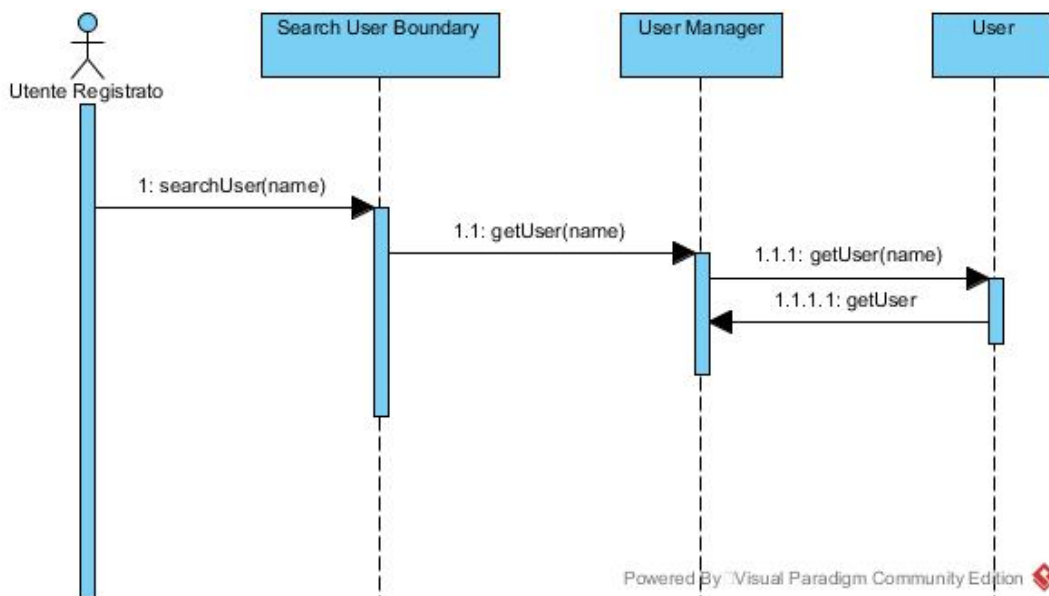 Search User Boundary
User Manager
User
Utente Registrato
1: searchUser(name)
1.1: getUser(name)
1.1.1: getUser(name)
1.1.1.1: getUser
Powered By Visual Paradigm Community Edition